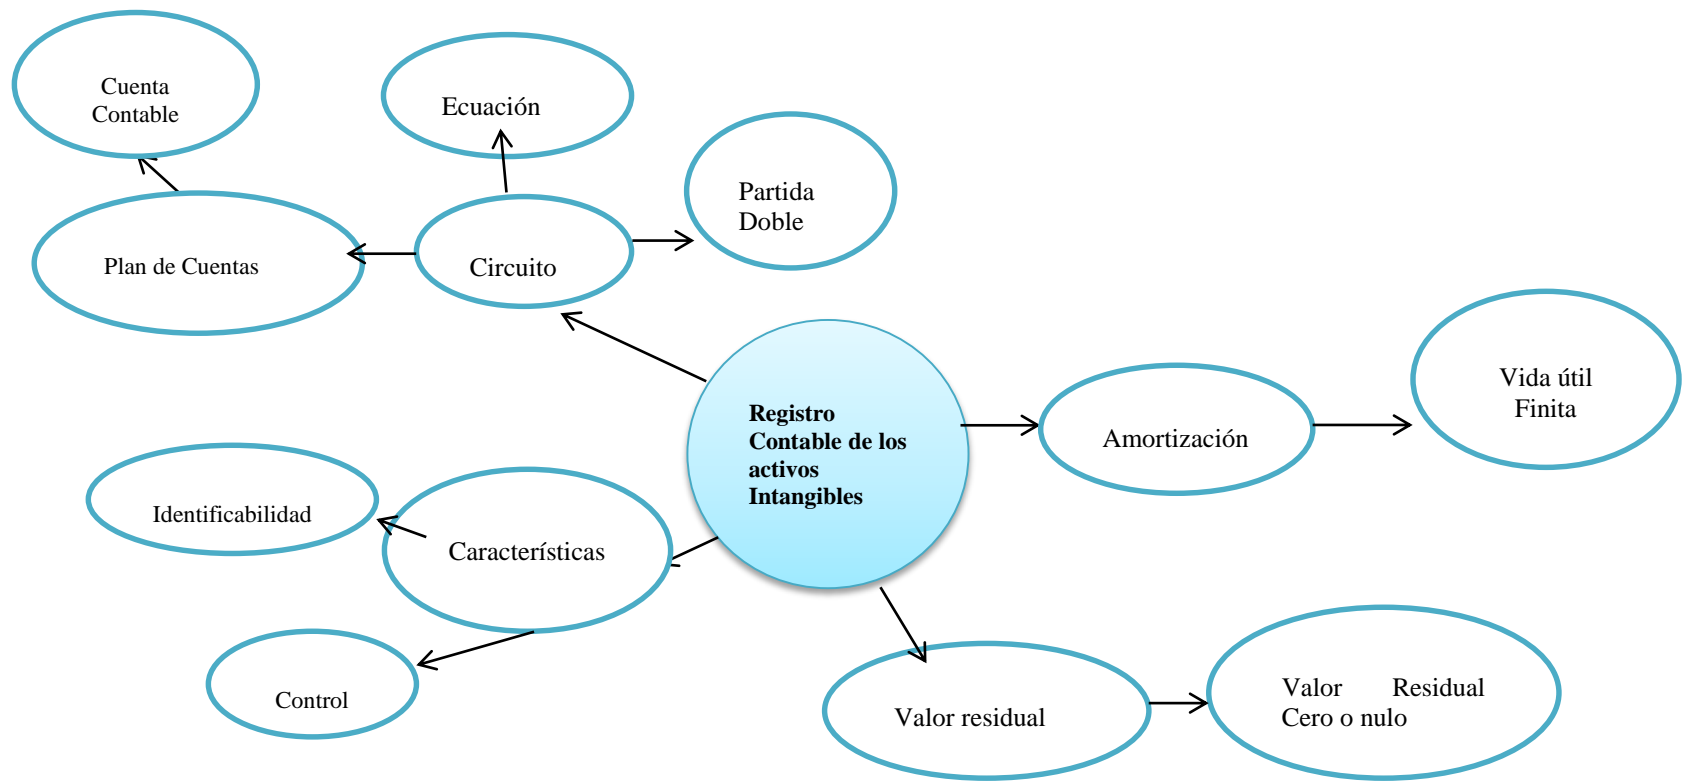 Cuenta
Contable
Ecuación
Partida
Doble
Plan de Cuentas
Circuito
Registro
Contable de los
activos
Intangibles
Amortización
Vida útil
Finita
Identificabilidad
Característísticas
Control
Valor residual
Valor Residual
Cero o nulo